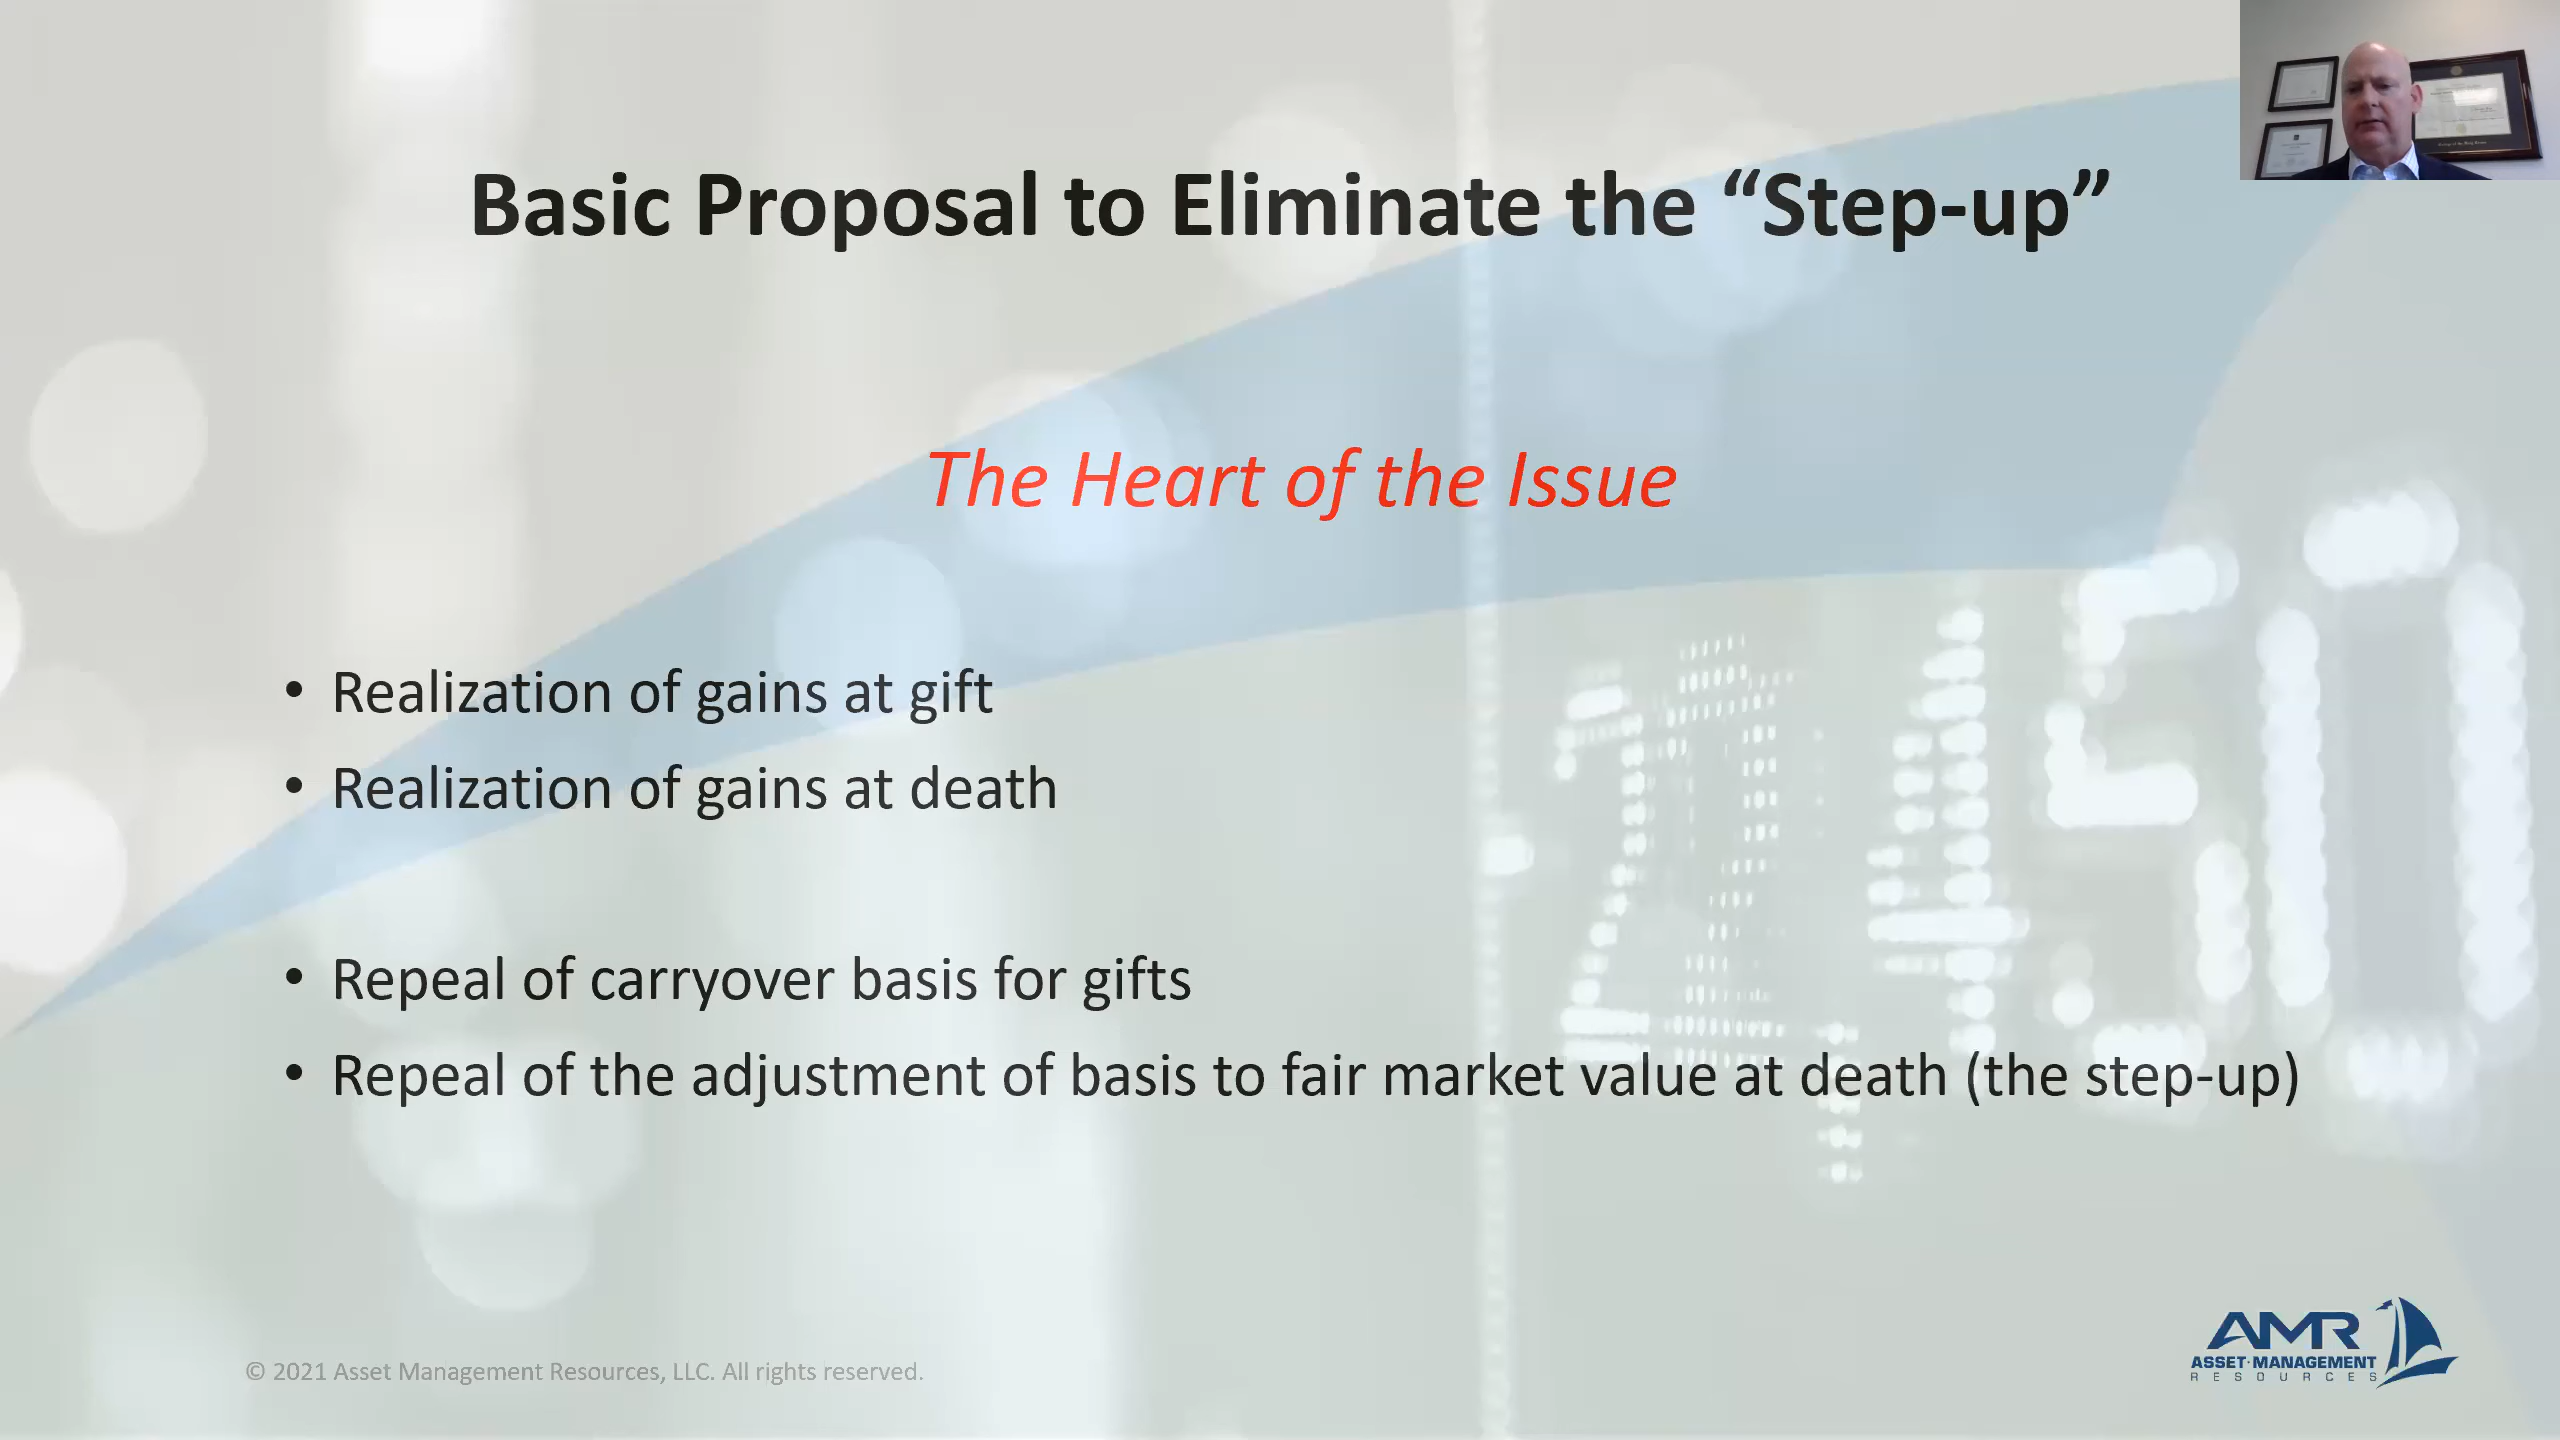 Basic Proposal to Eliminate the “Step-up”
The Heart of the Issue
• Realization of gains at gift
• Realization of gains at death
• Repeal of carryover basis for gifts
• Repeal of the adjustment of basis to fair market value at death (the step-up)
© 2021 Asset Management Resources, LLC. All rights reserved.
AMR
ASSET·MANAGEMENT
RESOURCES